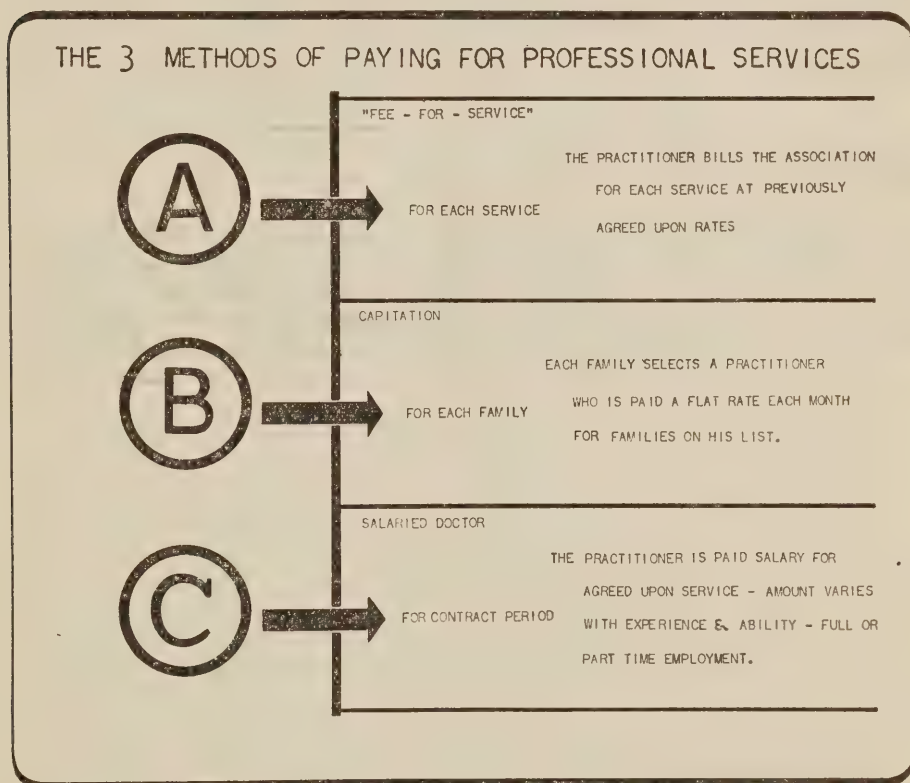 THE 3 METHODS OF PAYING FOR PROFESSIONAL SERVICES
"FEE - FOR - SERVICE"
A
FOR EACH SERVICE
THE PRACTITIONER BILLS THE ASSOCIATION
FOR EACH SERVICE AT PREVIOUSLY
AGREED UPON RATES
CAPITATION
B
FOR EACH FAMILY
EACH FAMILY SELECTS A PRACTITIONER
WHO IS PAID A FLAT RATE EACH MONTH
FOR FAMILIES ON HIS LIST.
SALARIED DOCTOR
C
FOR CONTRACT PERIOD
THE PRACTITIONER IS PAID SALARY FOR
AGREED UPON SERVICE - AMOUNT VARIES
WITH EXPERIENCE & ABILITY - FULL OR
PART TIME EMPLOYMENT.